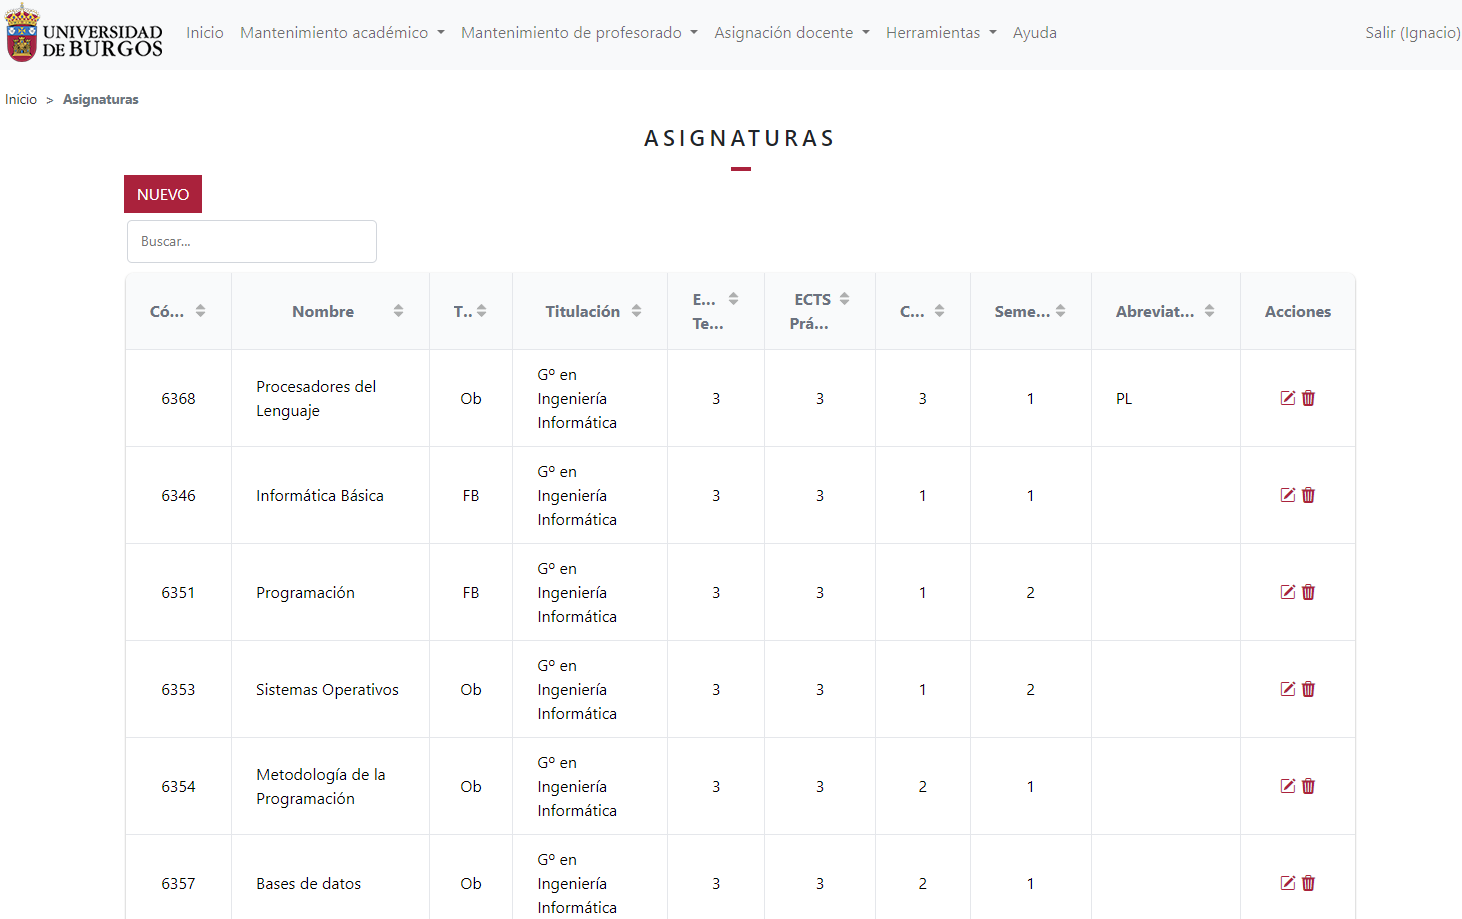 UNIVERSIDAD
DE BURGOS
Inicio Mantenimiento académico Mantenimiento de profesorado Asignación docente Herramientas Ayuda Salir (Ignacio)
Inicio > Asignaturas
ASIGNATURAS
NUEVO
Buscar...
Có... Nombre T.. Titulación E... Te... ECTS Prá... C... Seme... Abreviat... Acciones
6368 Procesadores del Lenguaje Ob Gº en Ingeniería Informática 3 3 3 1 PL
6346 Informática Básica FB Gº en Ingeniería Informática 3 3 1 1
6351 Programación FB Gº en Ingeniería Informática 3 3 1 2
6353 Sistemas Operativos Ob Gº en Ingeniería Informática 3 3 1 2
6354 Metodología de la Programación Ob Gº en Ingeniería Informática 3 3 2 1
6357 Bases de datos Ob Gº en Ingeniería Informática 3 3 2 1